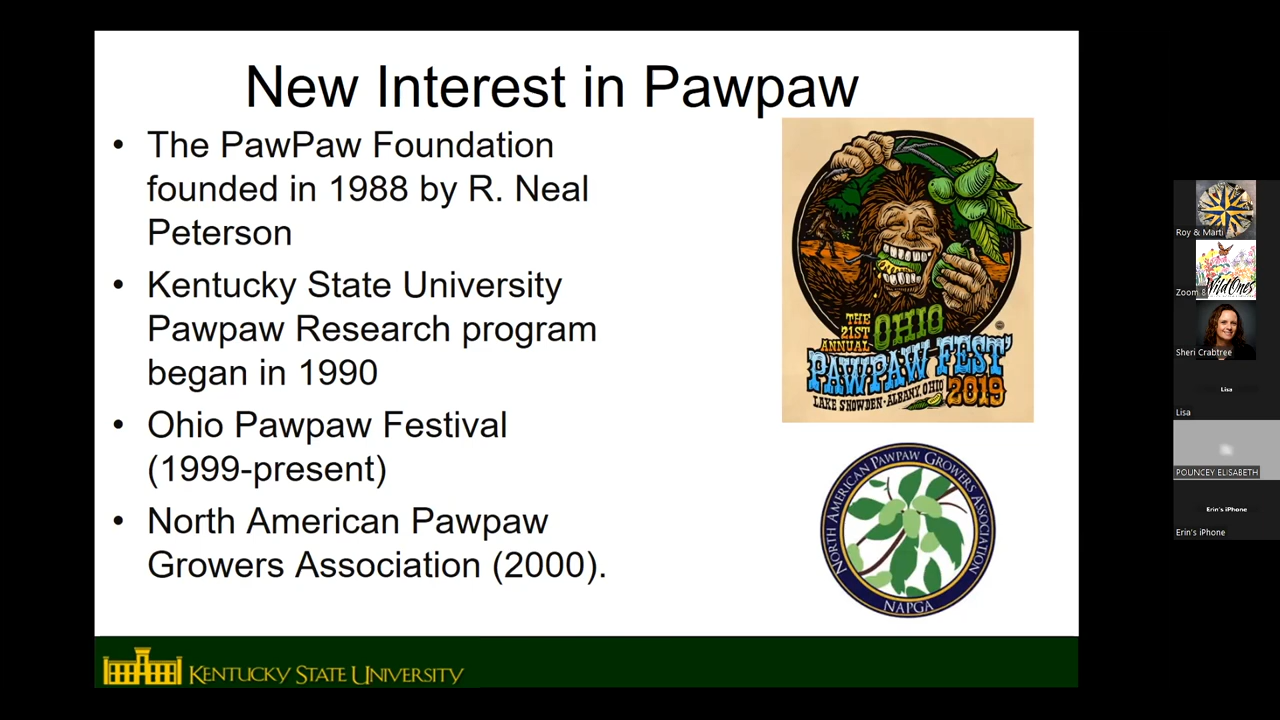 New Interest in Pawpaw
• The PawPaw Foundation
founded in 1988 by R. Neal
Peterson
• Kentucky State University
Pawpaw Research program
began in 1990
• Ohio Pawpaw Festival
(1999-present)
• North American Pawpaw
Growers Association (2000).
THE
21ST
ANNUAL
OHIO
PAWPAW FEST'
LAKE SNOWDEN - ALBANY, OHIO
2019
NORTH AMERICAN PAWPAW GROWERS ASSOCIATION
NAPGA
KENTUCKY STATE UNIVERSITY
Roy & Marti
Wild Ones
Zoom 8
Sheri Crabtree
Lisa
Lisa
POUNCEY ELISABETH
Erin's iPhone
Erin's iPhone